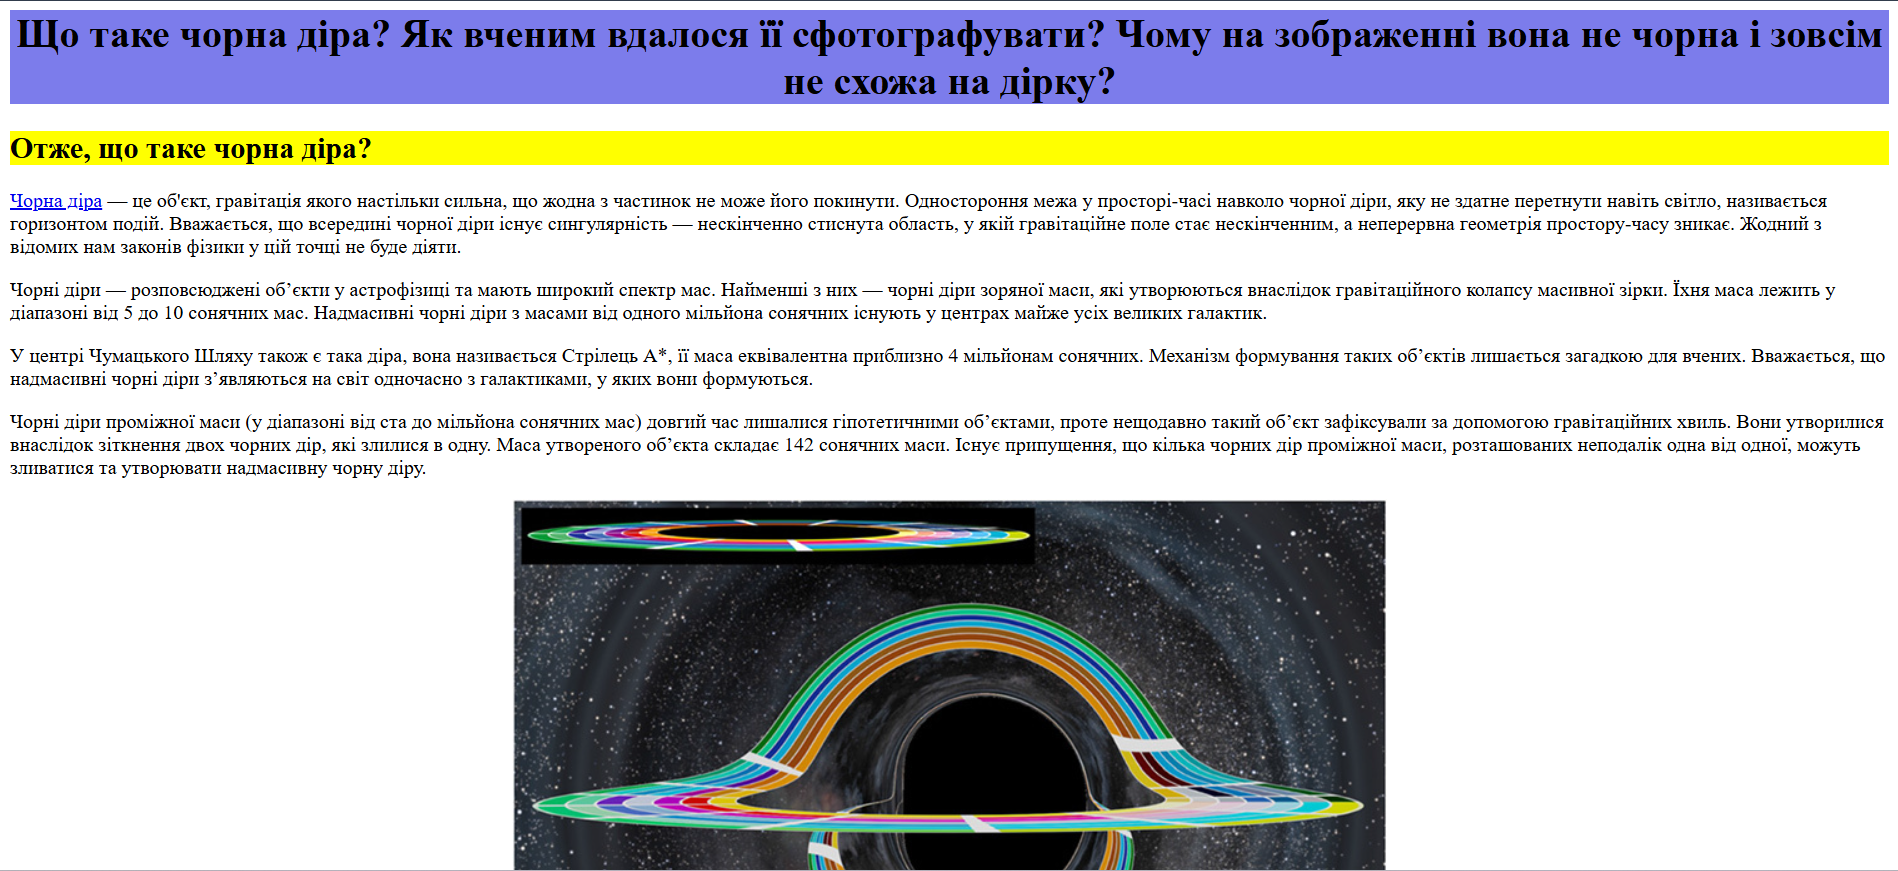 Що таке чорна діра? Як вченим вдалося її сфотографувати? Чому на зображенні вона не чорна і зовсім
не схожа на дірку?
Отже, що таке чорна діра?
Чорна діра — це об'єкт, гравітація якого настільки сильна, що жодна з частинок не може його покинути. Одностороння межа у просторі-часі навколо чорної діри, яку не здатне перетнути навіть світло, називається
горизонтом подій. Вважається, що всередині чорної діри існує сингулярність — нескінченно стиснута область, у якій гравітаційне поле стає нескінченним, а неперервна геометрія простору-часу зникає. Жодний з
відомих нам законів фізики у цій точці не буде діяти.
Чорні діри — розповсюджені об’єкти у астрофізиці та мають широкий спектр мас. Найменші з них — чорні діри зоряної маси, які утворюються внаслідок гравітаційного колапсу масивної зірки. Їхня маса лежить у
діапазоні від 5 до 10 сонячних мас. Надмасивні чорні діри з масами від одного мільйона сонячних існують у центрах майже усіх великих галактик.
У центрі Чумацького Шляху також є така діра, вона називається Стрілець А*, її маса еквівалентна приблизно 4 мільйонам сонячних. Механізм формування таких об’єктів лишається загадкою для вчених. Вважається, що
надмасивні чорні діри з’являються на світ одночасно з галактиками, у яких вони формуються.
Чорні діри проміжної маси (у діапазоні від ста до мільйона сонячних мас) довгий час лишалися гіпотетичними об’єктами, проте нещодавно такий об’єкт зафіксували за допомогою гравітаційних хвиль. Вони утворилися
внаслідок зіткнення двох чорних дір, які злилися в одну. Маса утвореного об’єкта складає 142 сонячних маси. Існує припущення, що кілька чорних дір проміжної маси, розташованих неподалік одна від одної, можуть
зливатися та утворювати надмасивну чорну діру.